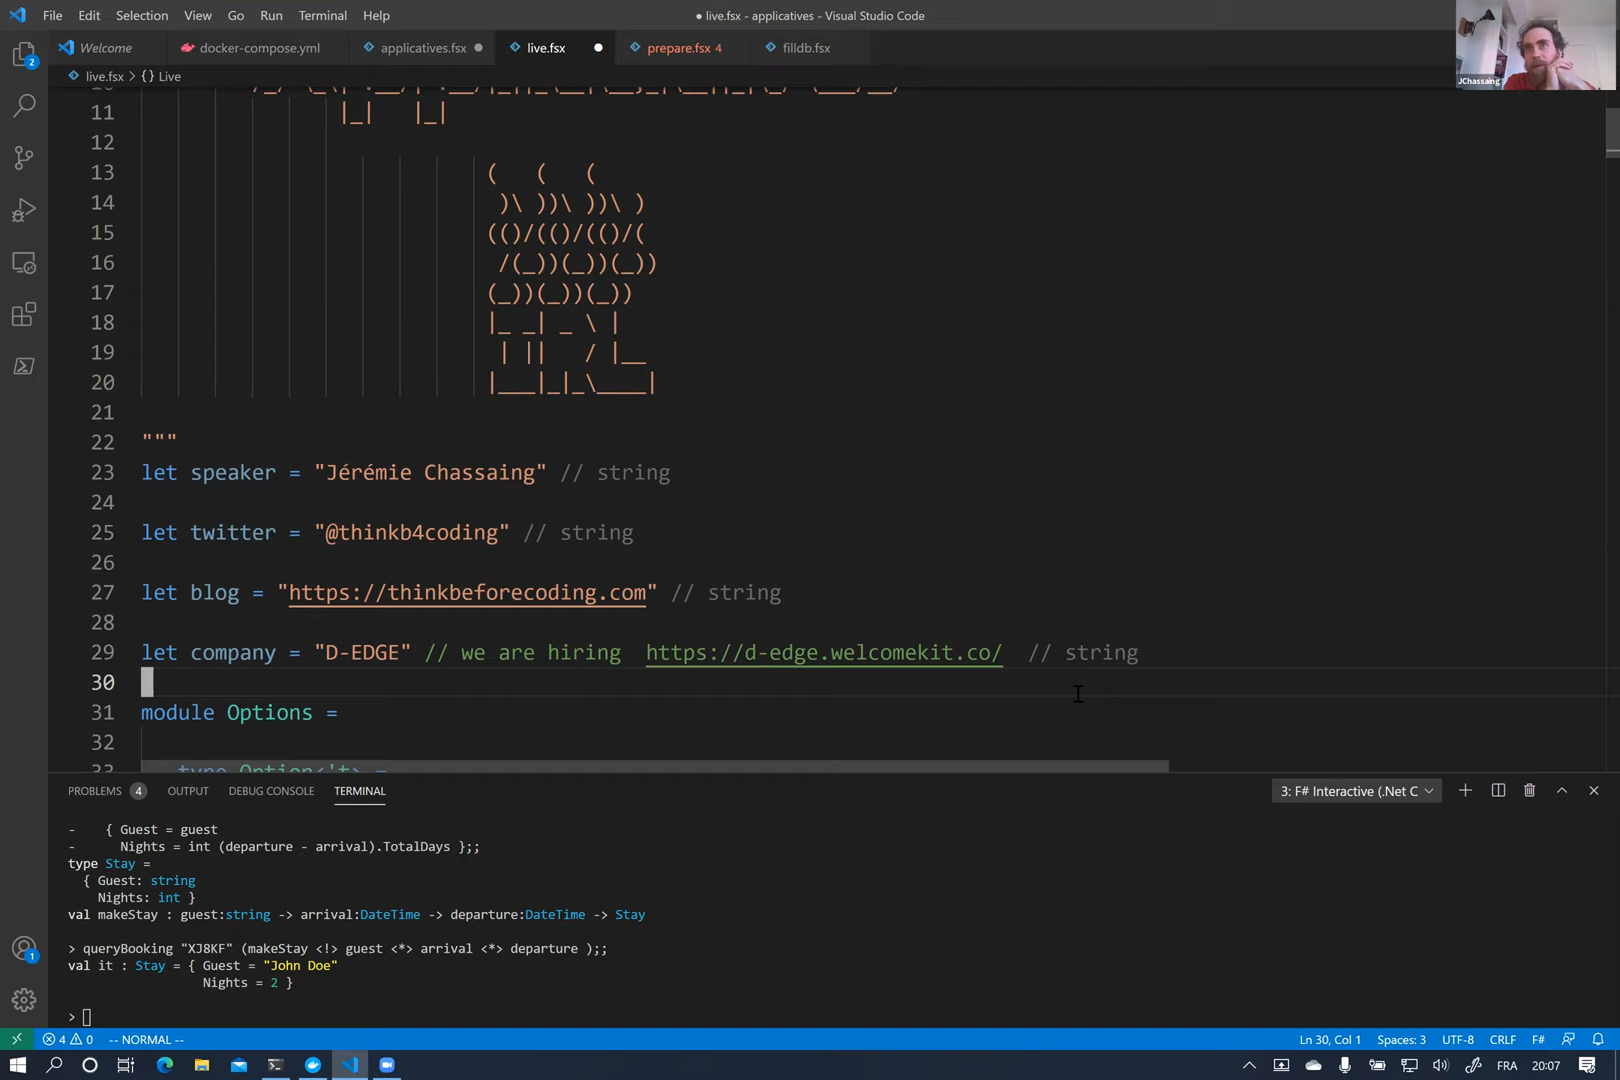 File Edit Selection View Go Run Terminal Help
● live.fsx - applicatives - Visual Studio Code
JChassaing
Welcome docker-compose.yml applicatives.fsx live.fsx prepare.fsx 4 filldb.fsx
live.fsx > {} Live
11 |_| |_|
12
13 ( ( (
14 )\ ))\ ))\ )
15 (()/(()/(()/(
16 /(_))(_))(_))
17 (_))(_))(_))
18 |_ _| _ \ |
19 | || / |__
20 |___|_|_\____|
21
22 """
23 let speaker = "Jérémie Chassaing" // string
24
25 let twitter = "@thinkb4coding" // string
26
27 let blog = "https://thinkbeforecoding.com" // string
28
29 let company = "D-EDGE" // we are hiring https://d-edge.welcomekit.co/ // string
30
31 module Options =
32
33 type Option<'t> =
PROBLEMS 4 OUTPUT DEBUG CONSOLE TERMINAL 3: F# Interactive (.Net C
- { Guest = guest
- Nights = int (departure - arrival).TotalDays };;
type Stay =
{ Guest: string
Nights: int }
val makeStay : guest:string -> arrival:DateTime -> departure:DateTime -> Stay
> queryBooking "XJ8KF" (makeStay <!> guest <*> arrival <*> departure );;
val it : Stay = { Guest = "John Doe"
Nights = 2 }
>
4 0 -- NORMAL -- Ln 30, Col 1 Spaces: 3 UTF-8 CRLF F#
FRA 20:07